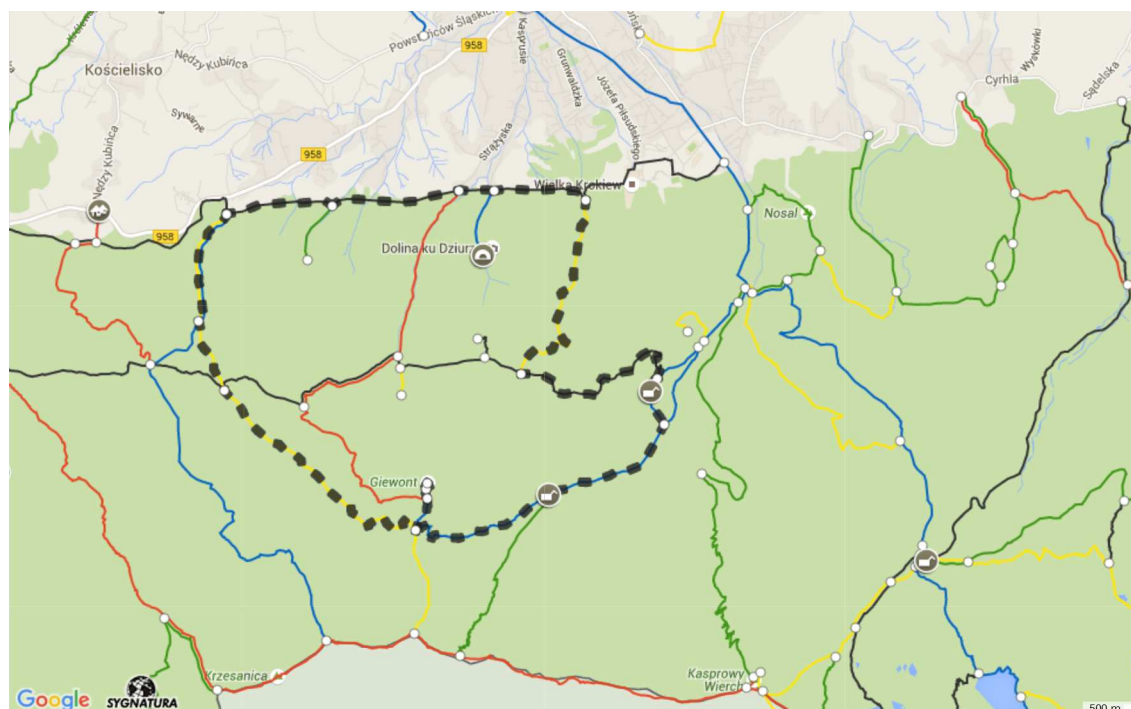 Powstańców Śląskich
958
Kasprusie
Nędzy Kubińca
Kościelisko
Grunwaldzka
Józefa Piłsudskiego
Sywarne
Strążyska
958
Cyrhla
Wyskówki
Sądelska
Nędzy Kubińca
Wielka Krokiew
958
Nosal
Dolina ku Dziurze
Giewont
Krzesanica
Kasprowy
Wierch
Google
SYGNATURA
500 m